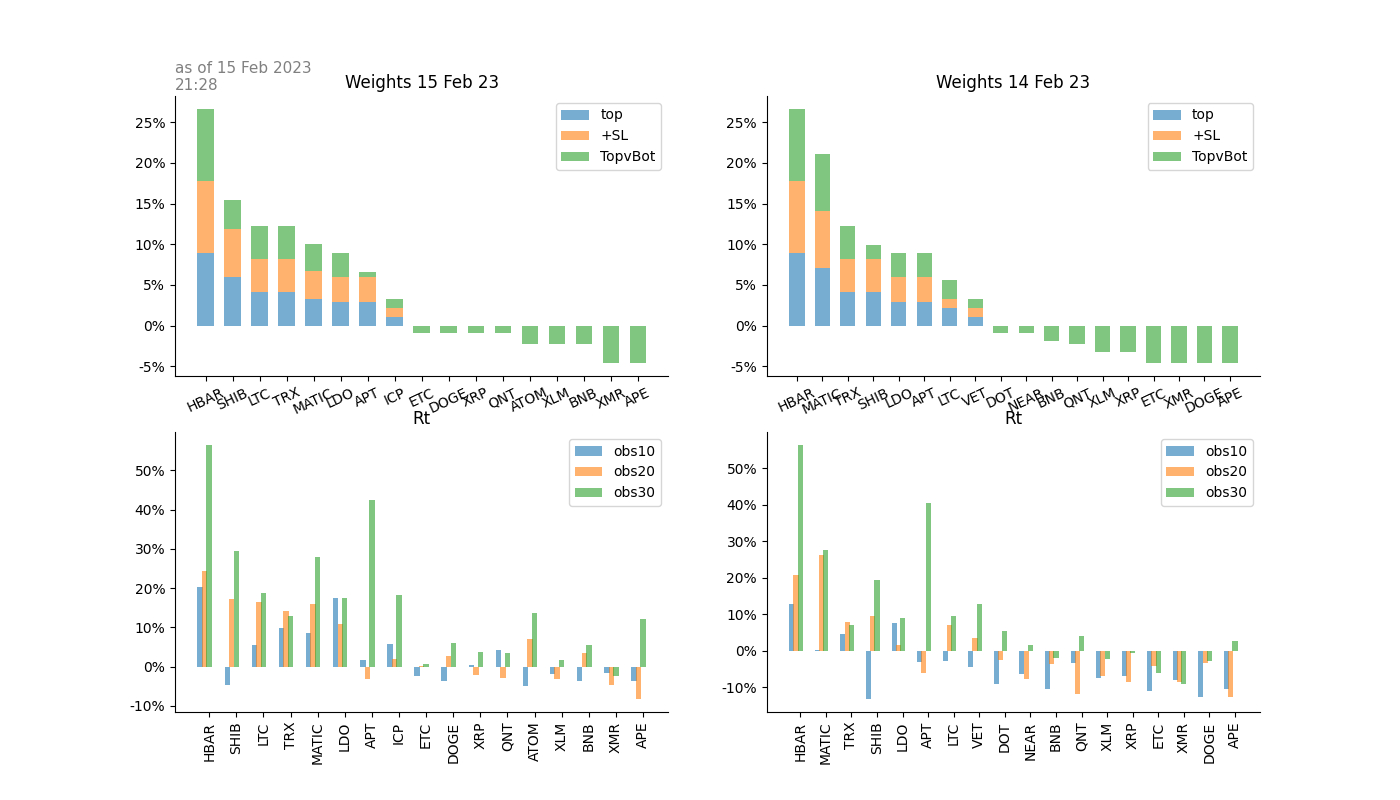 as of 15 Feb 2023
21:28
Weights 15 Feb 23
25%
20%
15%
10%
5%
0%
-5%
top
+SL
TopvBot
HBAR SHIB LTC TRX MATIC LDO APT ICP ETC DOGE XRP QNT ATOM XLM BNB XMR APE
Weights 14 Feb 23
25%
20%
15%
10%
5%
0%
-5%
top
+SL
TopvBot
HBAR MATIC TRX SHIB LDO APT LTC VET DOT NEAR BNB QNT XLM XRP ETC XMR DOGE APE
Rt
50%
40%
30%
20%
10%
0%
-10%
obs10
obs20
obs30
HBAR SHIB LTC TRX MATIC LDO APT ICP ETC DOGE XRP QNT ATOM XLM BNB XMR APE
Rt
50%
40%
30%
20%
10%
0%
-10%
obs10
obs20
obs30
HBAR MATIC TRX SHIB LDO APT LTC VET DOT NEAR BNB QNT XLM XRP ETC XMR DOGE APE